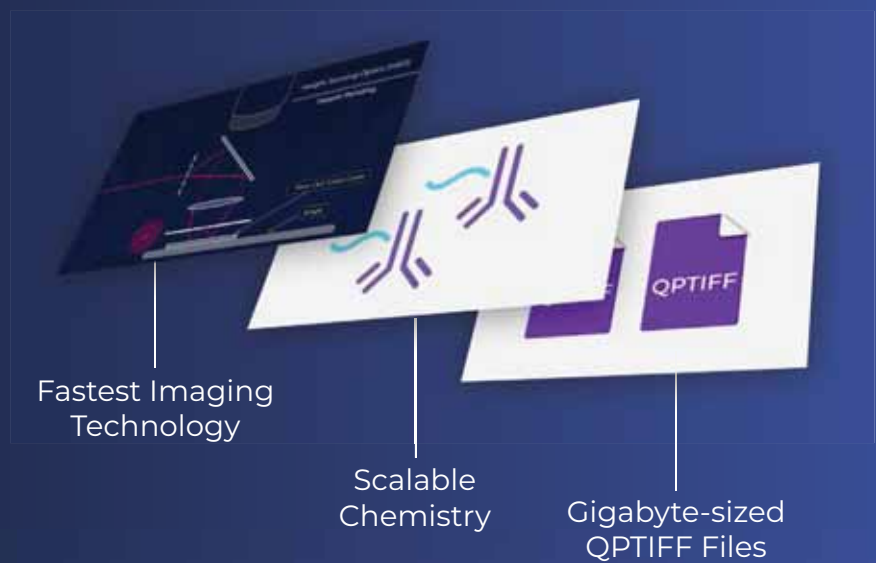 QPTIFF
Fastest Imaging
Technology
Scalable
Chemistry
Gigabyte-sized
QPTIFF Files